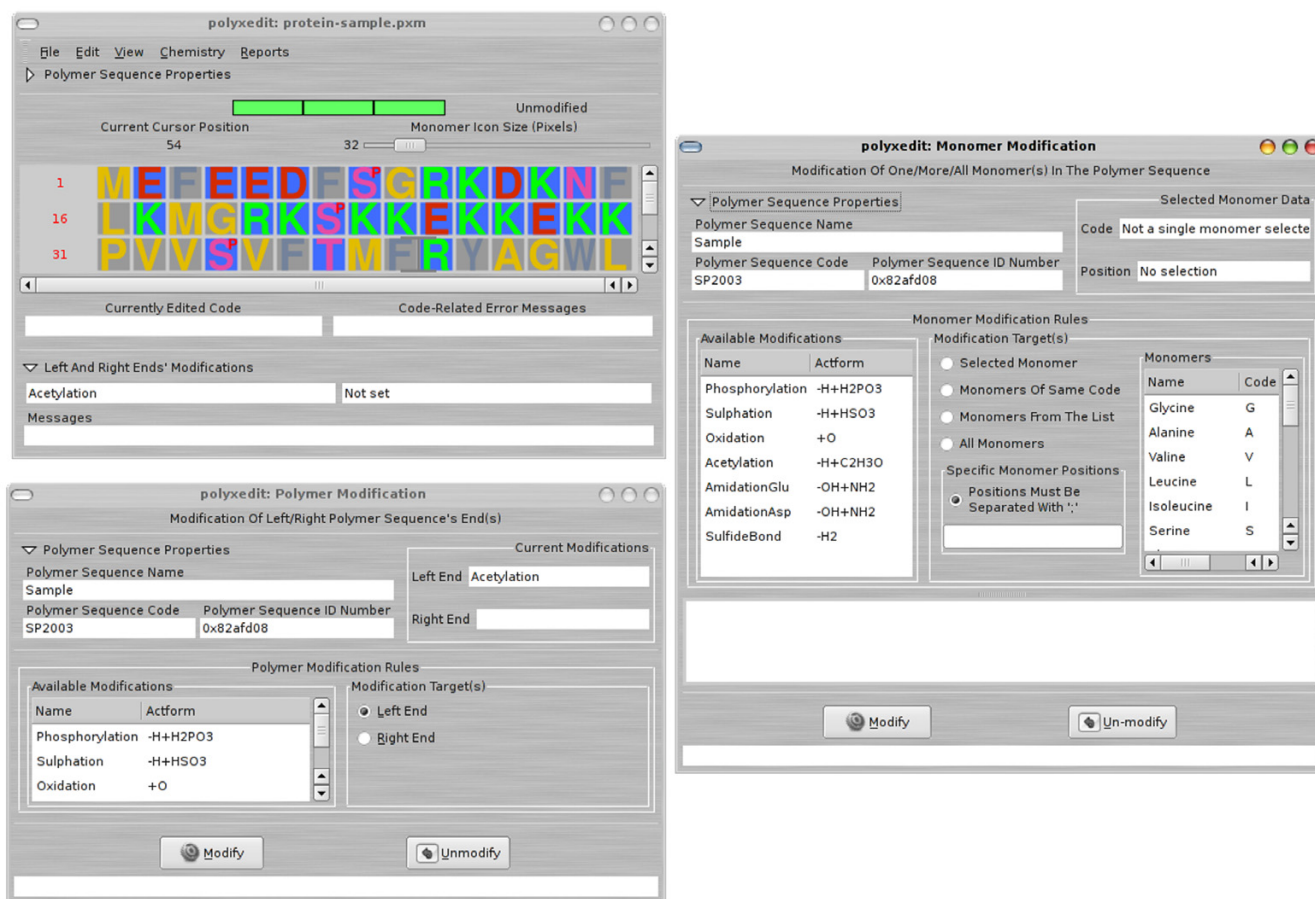 polyxedit: protein-sample.pxm
File Edit View Chemistry Reports
Polymer Sequence Properties
Unmodified
Current Cursor Position
Monomer Icon Size (Pixels)
54
32
1 M E F E E D F S P G R K D K N F
16 L K M G R K S P K K E K K E K K
31 P V V S P V F T M F R Y A G W L
Currently Edited Code
Code-Related Error Messages
Left And Right Ends' Modifications
Acetylation
Not set
Messages
polyxedit: Polymer Modification
Modification Of Left/Right Polymer Sequence's End(s)
Polymer Sequence Properties
Current Modifications
Polymer Sequence Name
Sample
Left End Acetylation
Polymer Sequence Code
Polymer Sequence ID Number
SP2003
0x82afd08
Right End
Polymer Modification Rules
Available Modifications
Modification Target(s)
Name Actform
Phosphorylation -H+H2PO3
Sulphation -H+HSO3
Oxidation +O
Left End
Right End
Modify
Unmodify
polyxedit: Monomer Modification
Modification Of One/More/All Monomer(s) In The Polymer Sequence
Polymer Sequence Properties
Selected Monomer Data
Polymer Sequence Name
Sample
Code Not a single monomer selecte
Polymer Sequence Code
Polymer Sequence ID Number
SP2003
0x82afd08
Position No selection
Monomer Modification Rules
Available Modifications
Name Actform
Phosphorylation -H+H2PO3
Sulphation -H+HSO3
Oxidation +O
Acetylation -H+C2H3O
AmidationGlu -OH+NH2
AmidationAsp -OH+NH2
SulfideBond -H2
Modification Target(s)
Selected Monomer
Monomers Of Same Code
Monomers From The List
All Monomers
Specific Monomer Positions
Positions Must Be
Separated With ';'
Monomers
Name Code
Glycine G
Alanine A
Valine V
Leucine L
Isoleucine I
Serine S
Modify
Un-modify